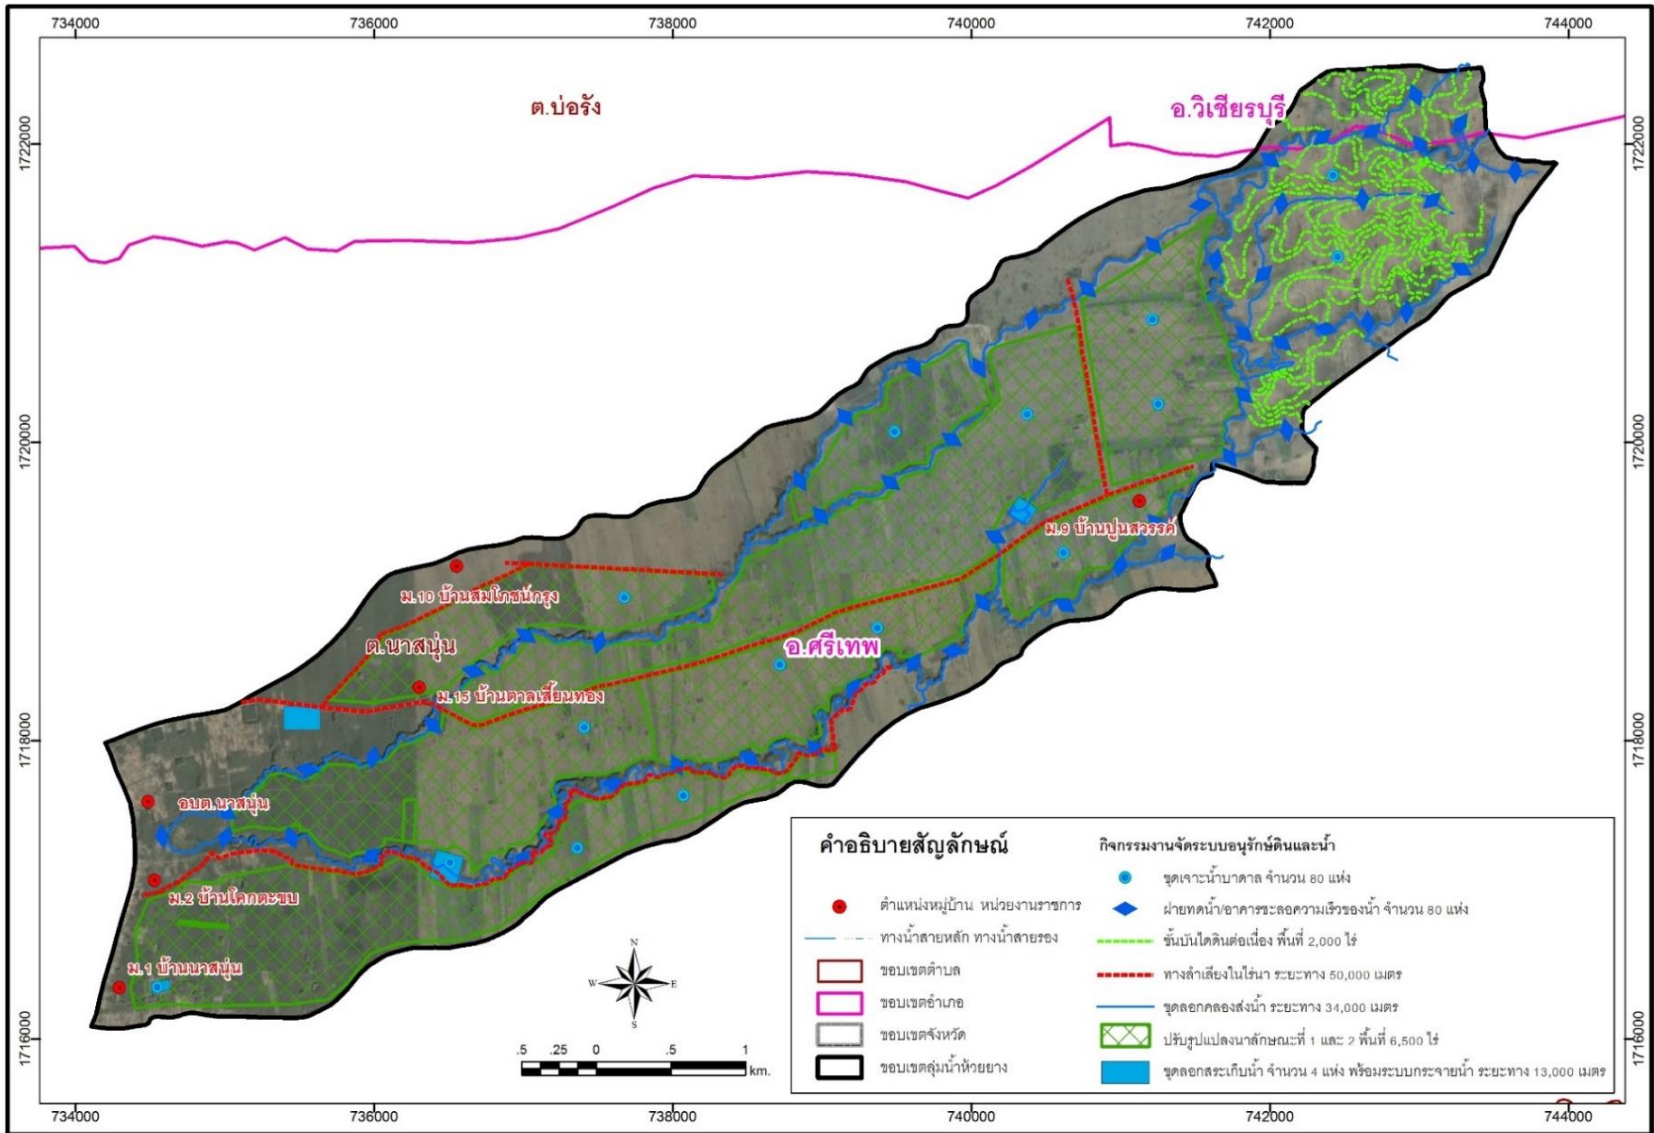 734000 736000 738000 740000 742000 744000
ต.บ่อรัง
อ.วิเชียรบุรี
1722000 1722000
1720000 1720000
ม.9 บ้านปูนสวรรค์
ม.10 บ้านสัมโภชน์กรุง
ต.นาสนุ่น
อ.ศรีเทพ
ม.15 บ้านตาลเสี้ยนทอง
1718000 1718000
อบต.นาสนุ่น
ม.2 บ้านโคกตะขบ
ม.1 บ้านนาสนุ่น
1716000 1716000
N
W E
S
.5 .25 0 .5 1
km.
คำอธิบายสัญลักษณ์
ตำแหน่งหมู่บ้าน หน่วยงานราชการ
ทางน้ำสายหลัก ทางน้ำสายรอง
ขอบเขตตำบล
ขอบเขตอำเภอ
ขอบเขตจังหวัด
ขอบเขตลุ่มน้ำห้วยยาง
กิจกรรมงานจัดระบบอนุรักษ์ดินและน้ำ
ขุดเจาะน้ำบาดาล จำนวน 80 แห่ง
ฝายทดน้ำ/อาคารชะลอความเร็วของน้ำ จำนวน 80 แห่ง
ขั้นบันไดดินต่อเนื่อง พื้นที่ 2,000 ไร่
ทางลำเลียงในไร่นา ระยะทาง 50,000 เมตร
ขุดลอกคลองส่งน้ำ ระยะทาง 34,000 เมตร
ปรับรูปแปลงนาลักษณะที่ 1 และ 2 พื้นที่ 6,500 ไร่
ขุดลอกสระเก็บน้ำ จำนวน 4 แห่ง พร้อมระบบกระจายน้ำ ระยะทาง 13,000 เมตร
734000 736000 738000 740000 742000 744000